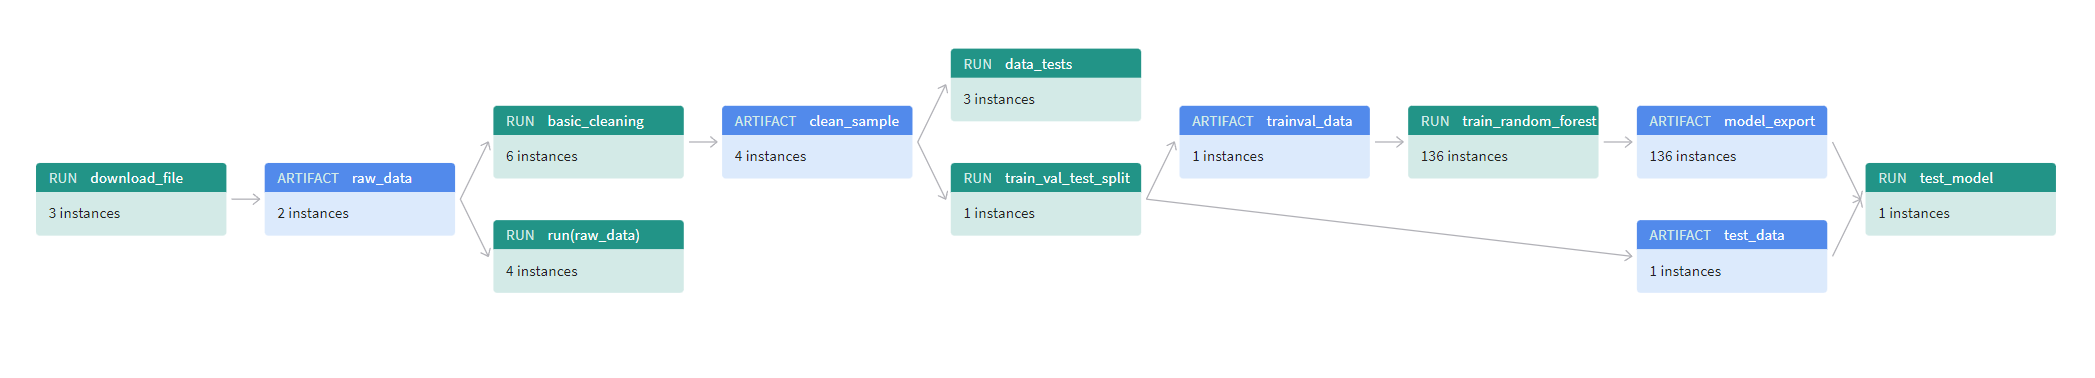 RUN download_file
3 instances
ARTIFACT raw_data
2 instances
RUN basic_cleaning
6 instances
RUN run(raw_data)
4 instances
ARTIFACT clean_sample
4 instances
RUN data_tests
3 instances
RUN train_val_test_split
1 instances
ARTIFACT trainval_data
1 instances
RUN train_random_forest
136 instances
ARTIFACT model_export
136 instances
ARTIFACT test_data
1 instances
RUN test_model
1 instances